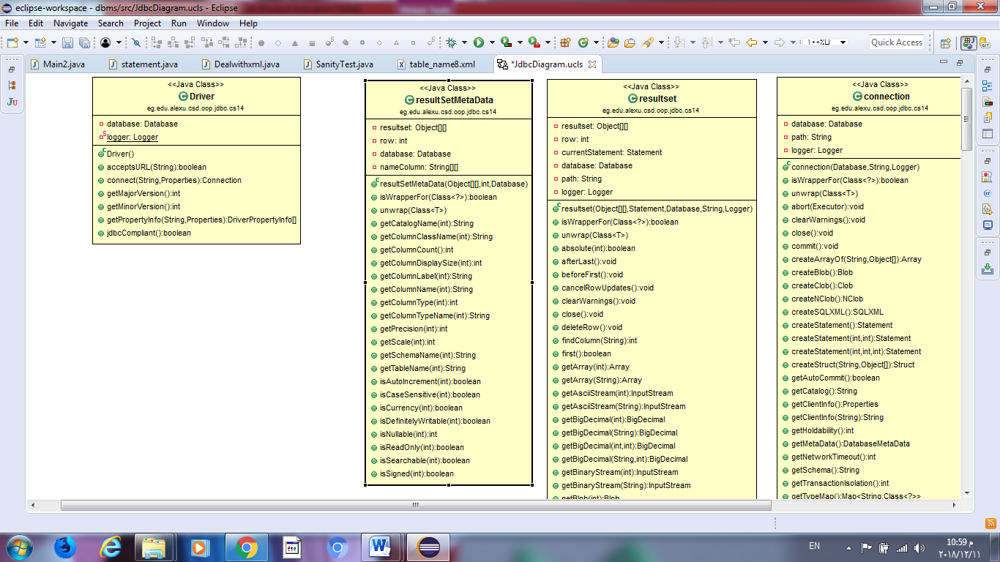 eclipse-workspace - dbms/src/JdbcDiagram.ucls - Eclipse
File Edit Navigate Search Project Run Window Help
Quick Access
Main2.java
statement.java
Dealwithxml.java
SanityTest.java
table_name8.xml
*JdbcDiagram.ucls
<<Java Class>>
Driver
eg.edu.alexu.csd.oop.jdbc.cs14
database: Database
logger: Logger
Driver()
acceptsURL(String):boolean
connect(String,Properties):Connection
getMajorVersion():int
getMinorVersion():int
getPropertyInfo(String,Properties):DriverPropertyInfo[]
jdbcCompliant():boolean
<<Java Class>>
resultSetMetaData
eg.edu.alexu.csd.oop.jdbc.cs14
resultset: Object[][]
row: int
database: Database
nameColumn: String[][]
resultSetMetaData(Object[][],int,Database)
isWrapperFor(Class<?>):boolean
unwrap(Class<T>)
getCatalogName(int):String
getColumnClassName(int):String
getColumnCount():int
getColumnDisplaySize(int):int
getColumnLabel(int):String
getColumnName(int):String
getColumnType(int):int
getColumnTypeName(int):String
getPrecision(int):int
getScale(int):int
getSchemaName(int):String
getTableName(int):String
isAutoIncrement(int):boolean
isCaseSensitive(int):boolean
isCurrency(int):boolean
isDefinitelyWritable(int):boolean
isNullable(int):int
isReadOnly(int):boolean
isSearchable(int):boolean
isSigned(int):boolean
<<Java Class>>
resultset
eg.edu.alexu.csd.oop.jdbc.cs14
resultset: Object[][]
row: int
currentStatement: Statement
database: Database
path: String
logger: Logger
resultset(Object[][],Statement,Database,String,Logger)
isWrapperFor(Class<?>):boolean
unwrap(Class<T>)
absolute(int):boolean
afterLast():void
beforeFirst():void
cancelRowUpdates():void
clearWarnings():void
close():void
deleteRow():void
findColumn(String):int
first():boolean
getArray(int):Array
getArray(String):Array
getAsciiStream(int):InputStream
getAsciiStream(String):InputStream
getBigDecimal(int):BigDecimal
getBigDecimal(String):BigDecimal
getBigDecimal(int,int):BigDecimal
getBigDecimal(String,int):BigDecimal
getBinaryStream(int):InputStream
getBinaryStream(String):InputStream
getBlob(int):Blob
<<Java Class>>
connection
eg.edu.alexu.csd.oop.jdbc.cs14
database: Database
path: String
logger: Logger
connection(Database,String,Logger)
isWrapperFor(Class<?>):boolean
unwrap(Class<T>)
abort(Executor):void
clearWarnings():void
close():void
commit():void
createArrayOf(String,Object[]):Array
createBlob():Blob
createClob():Clob
createNClob():NClob
createSQLXML():SQLXML
createStatement():Statement
createStatement(int,int):Statement
createStatement(int,int,int):Statement
createStruct(String,Object[]):Struct
getAutoCommit():boolean
getCatalog():String
getClientInfo():Properties
getClientInfo(String):String
getHoldability():int
getMetaData():DatabaseMetaData
getNetworkTimeout():int
getSchema():String
getTransactionIsolation():int
getTypeMap():Map<String,Class<?>>
EN
10:59 م
٢٠١٨/١٢/١١